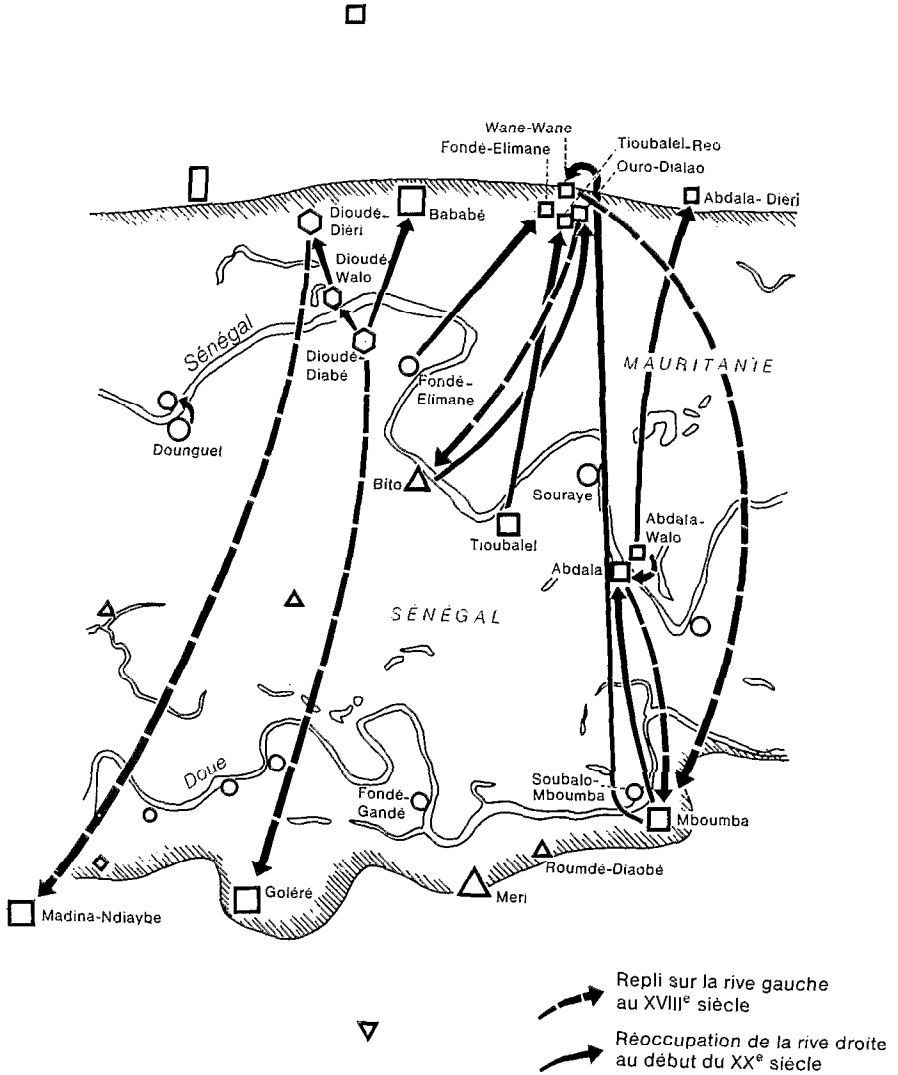 Wane-Wane
Fondé-Elimane
Tioubalel-Reo
Ouro-Dialao
Abdala-Diéri
Dioudé-
Diéri
Bababé
Dioudé
Walo
Sénégal
Dioudé-
Diabé
Fondé-
Elimane
MAURITANIE
Dounguel
Bito
Souraye
Tioubalel
Abdala-
Walo
Abdala
SÉNÉGAL
Doue
Fondé-
Gandé
Soubalo-
Mboumba
Mboumba
Roumdé-Diaobé
Meri
Goléré
Madina-Ndiaybe
Repli sur la rive gauche
au XVIIIe siècle
Réoccupation de la rive droite
au début du XXe siécle